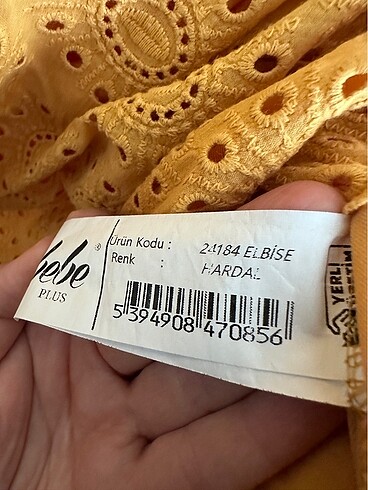 bebe®
PLUS
Ürün Kodu : 24184 ELBİSE
Renk : HARDAL
5 394908 470856
YERLİ
ÜRETİM